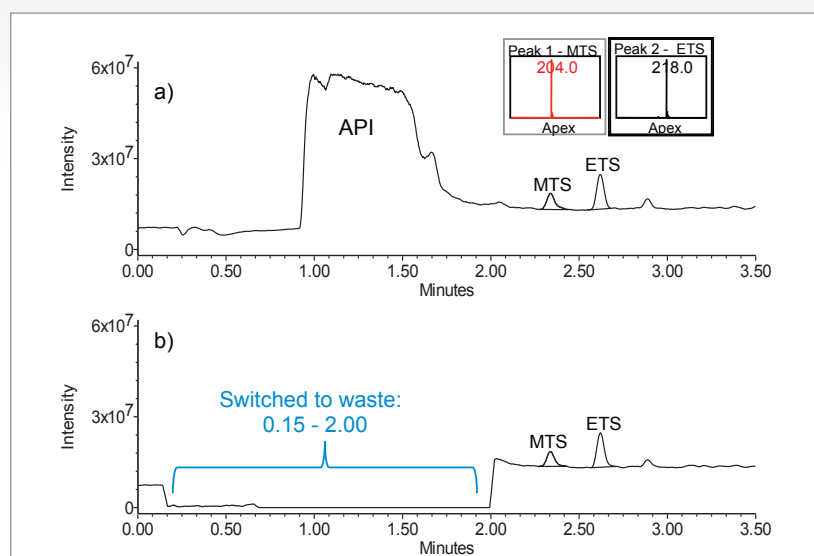 Peak 1 - MTS
204.0
Apex
Peak 2 - ETS
218.0
Apex
a)
6x10⁷
3x10⁷
0
Intensity
API
MTS
ETS
0.00 0.50 1.00 1.50 2.00 2.50 3.00 3.50
Minutes
b)
6x10⁷
3x10⁷
0
Intensity
Switched to waste:
0.15 - 2.00
MTS
ETS
0.00 0.50 1.00 1.50 2.00 2.50 3.00 3.50
Minutes